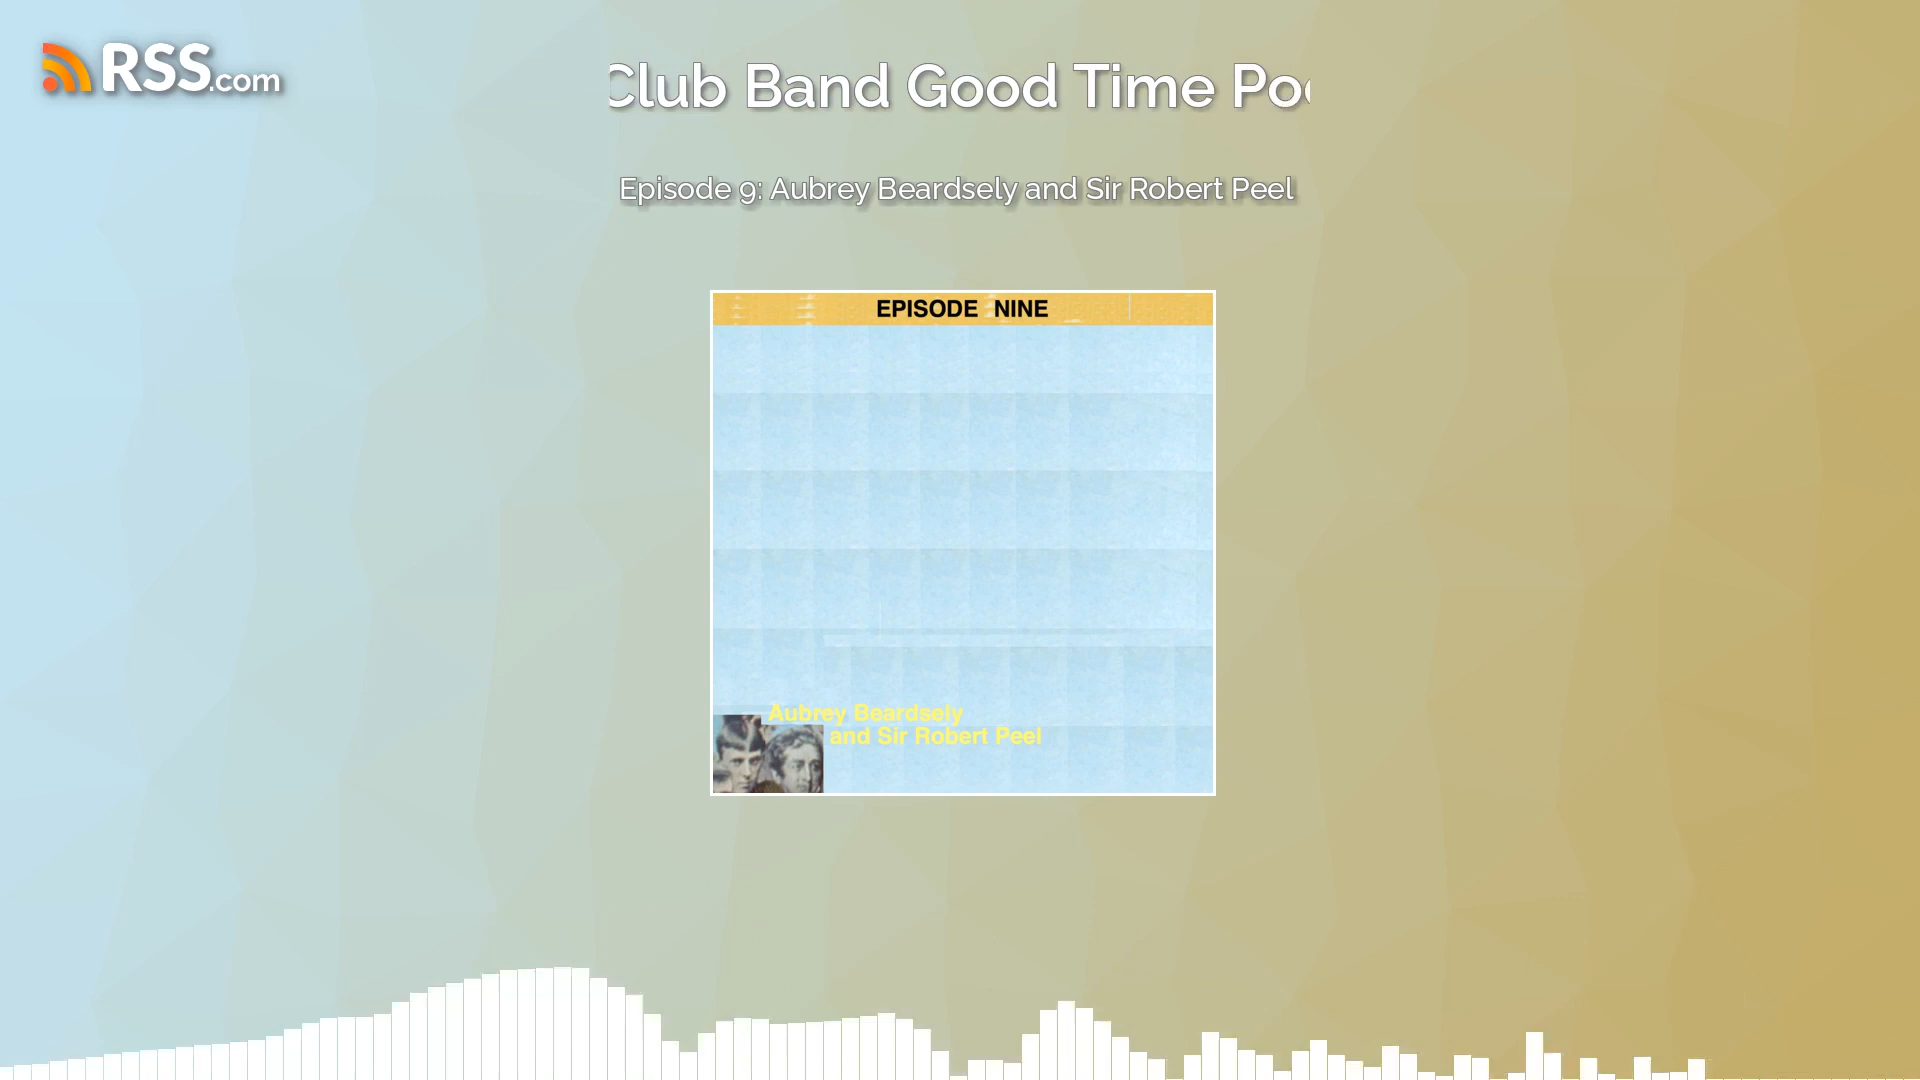 RSS.com
Club Band Good Time
Episode 9: Aubrey Beardsely and Sir Robert Peel
EPISODE NINE
Aubrey Beardsely
and Sir Robert Peel